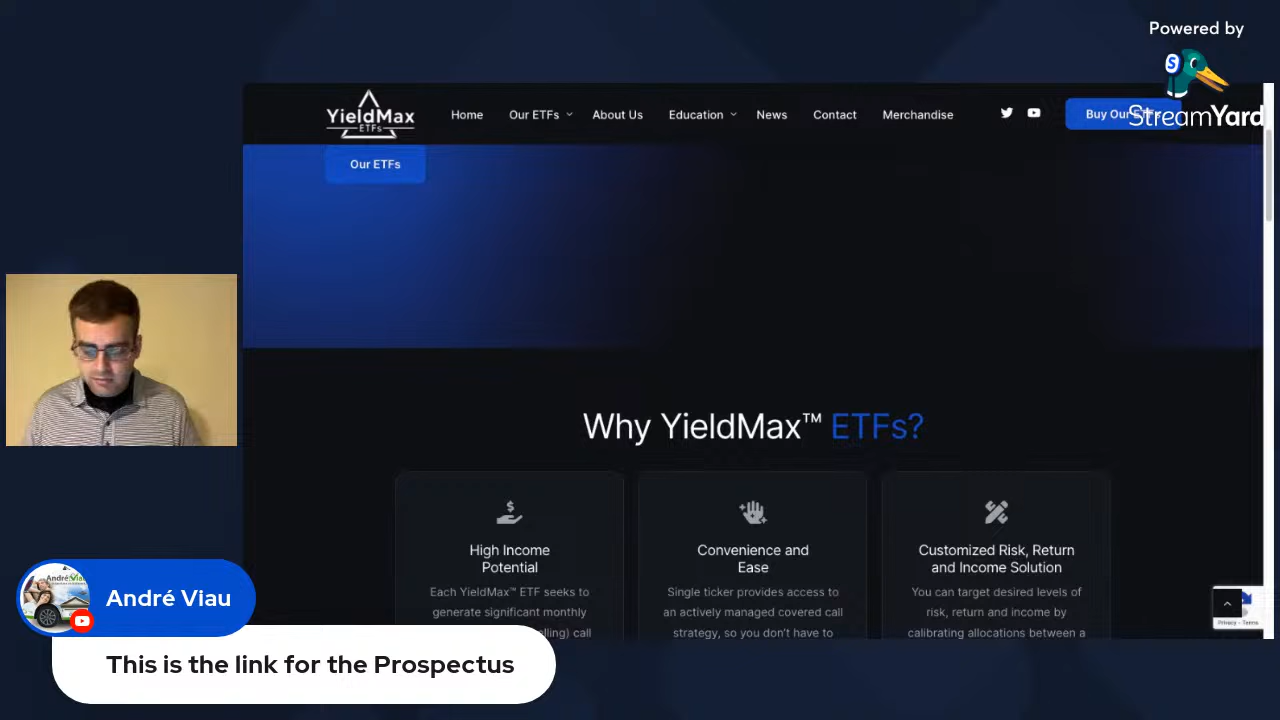 Powered by
StreamYard
YieldMax
ETFs
Home
Our ETFs
About Us
Education
News
Contact
Merchandise
Buy Our ETFs
Our ETFs
Why YieldMax™ ETFs?
High Income
Potential
Each YieldMax™ ETF seeks to
generate significant monthly
lling) call
Convenience and
Ease
Single ticker provides access to
an actively managed covered call
strategy, so you don't have to
Customized Risk, Return
and Income Solution
You can target desired levels of
risk, return and income by
calibrating allocations between a
Privacy - Terms
André Viau
This is the link for the Prospectus